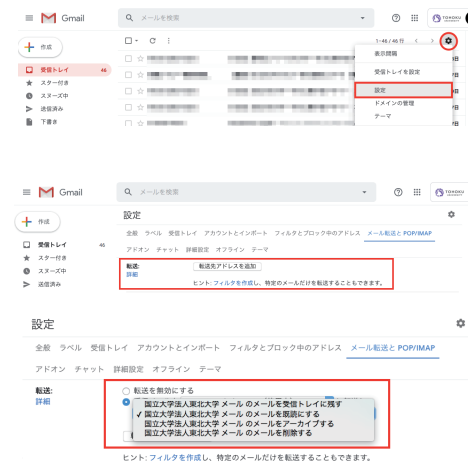 Gmail
メールを検索
TOHOKU
作成
1-46 / 46 行
表示間隔
受信トレイ 46
受信トレイを設定
スター付き
スヌーズ中
設定
送信済み
ドメインの管理
下書き
テーマ
Gmail
メールを検索
TOHOKU
作成
設定
全般 ラベル 受信トレイ アカウントとインポート フィルタとブロック中のアドレス メール転送と POP/IMAP
受信トレイ 46
アドオン チャット 詳細設定 オフライン テーマ
スター付き
スヌーズ中
送信済み
転送: 転送先アドレスを追加
詳細
ヒント: フィルタを作成し、特定のメールだけを転送することもできます。
設定
全般 ラベル 受信トレイ アカウントとインポート フィルタとブロック中のアドレス メール転送と POP/IMAP
アドオン チャット 詳細設定 オフライン テーマ
転送: 転送を無効にする
詳細
国立大学法人東北大学 メール のメールを受信トレイに残す
✓ 国立大学法人東北大学 メール のメールを既読にする
国立大学法人東北大学 メール のメールをアーカイブする
国立大学法人東北大学 メール のメールを削除する
ヒント: フィルタを作成し、特定のメールだけを転送することもできます。